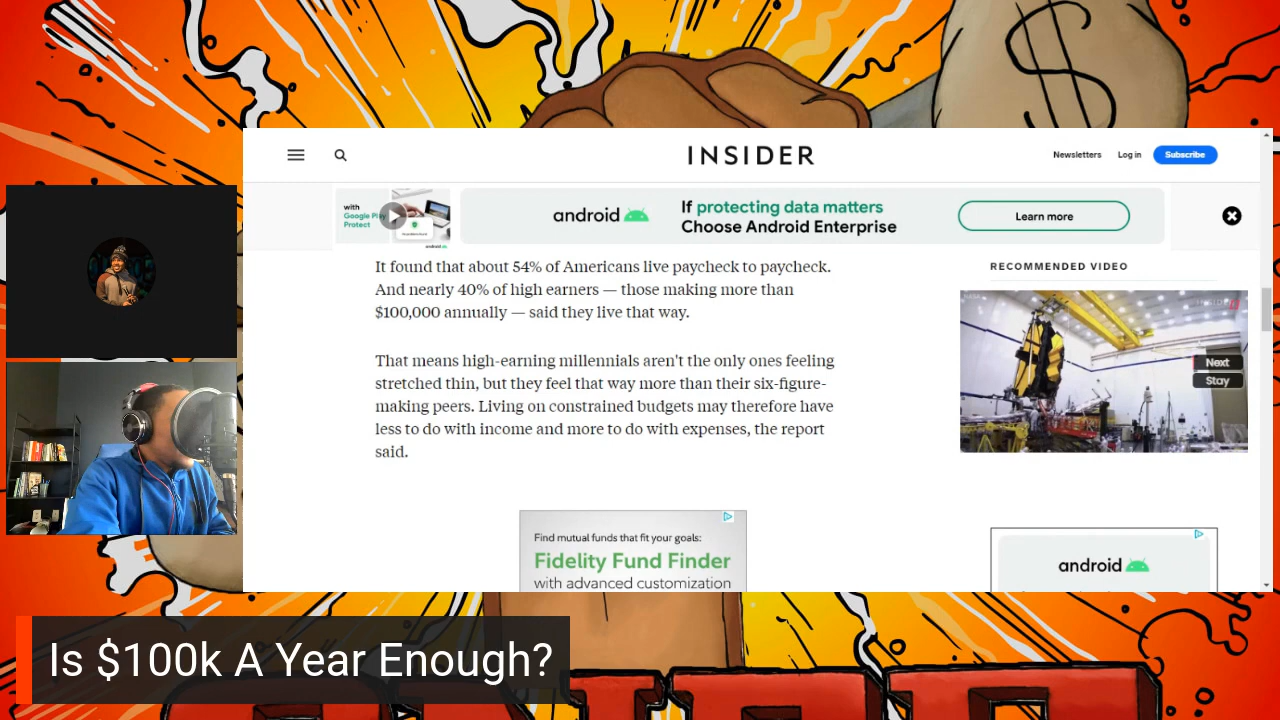 INSIDER
Newsletters
Log in
Subscribe
with
Google Play
Protect
android
If protecting data matters
Choose Android Enterprise
Learn more
It found that about 54% of Americans live paycheck to paycheck.
And nearly 40% of high earners — those making more than
$100,000 annually — said they live that way.
That means high-earning millennials aren't the only ones feeling
stretched thin, but they feel that way more than their six-figure-
making peers. Living on constrained budgets may therefore have
less to do with income and more to do with expenses, the report
said.
RECOMMENDED VIDEO
INSIDER
Next
Stay
Find mutual funds that fit your goals:
Fidelity Fund Finder
with advanced customization
android
Is $100k A Year Enough?
$